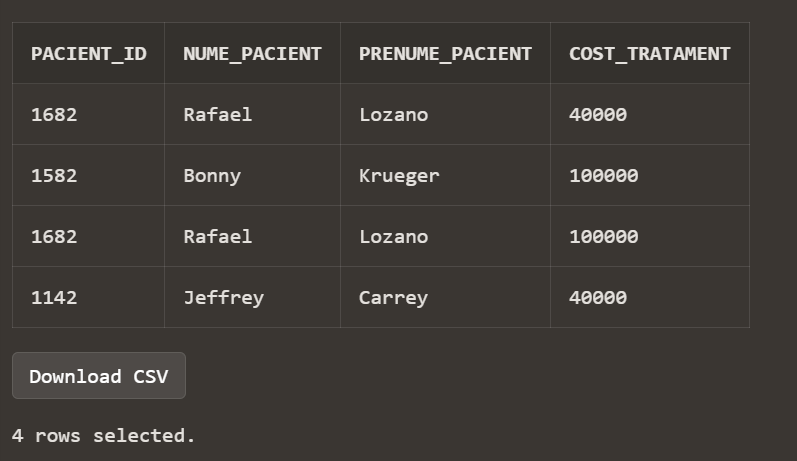 PACIENT_ID NUME_PACIENT PRENUME_PACIENT COST_TRATAMENT
1682 Rafael Lozano 40000
1582 Bonny Krueger 100000
1682 Rafael Lozano 100000
1142 Jeffrey Carrey 40000
Download CSV
4 rows selected.